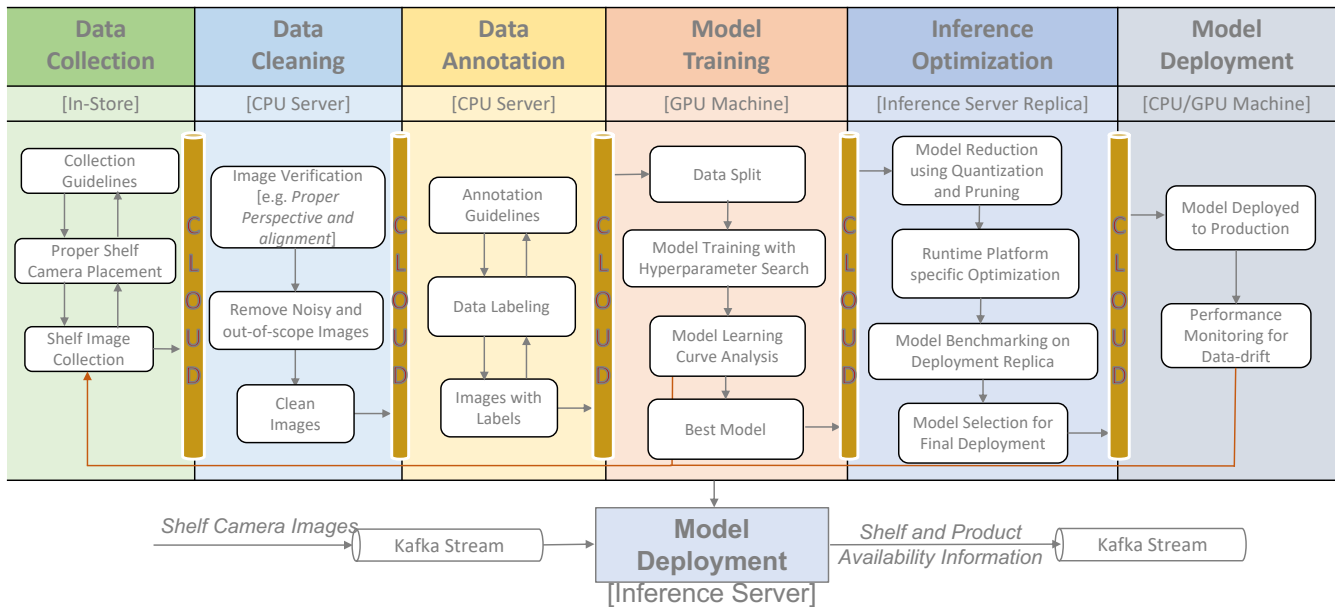 Data
Collection
Data
Cleaning
Data
Annotation
Model
Training
Inference
Optimization
Model
Deployment
[In-Store]
[CPU Server]
[CPU Server]
[GPU Machine]
[Inference Server Replica]
[CPU/GPU Machine]
Collection
Guidelines
Proper Shelf
Camera Placement
Shelf Image
Collection
CLOUD
Image Verification
[e.g. Proper
Perspective and
alignment]
Remove Noisy and
out-of-scope Images
Clean
Images
CLOUD
Annotation
Guidelines
Data Labeling
Images with
Labels
CLOUD
Data Split
Model Training with
Hyperparameter Search
Model Learning
Curve Analysis
Best Model
CLOUD
Model Reduction
using Quantization
and Pruning
Runtime Platform
specific Optimization
Model Benchmarking on
Deployment Replica
Model Selection for
Final Deployment
CLOUD
Model Deployed
to Production
Performance
Monitoring for
Data-drift
Shelf Camera Images
Kafka Stream
Model
Deployment
[Inference Server]
Shelf and Product
Availability Information
Kafka Stream